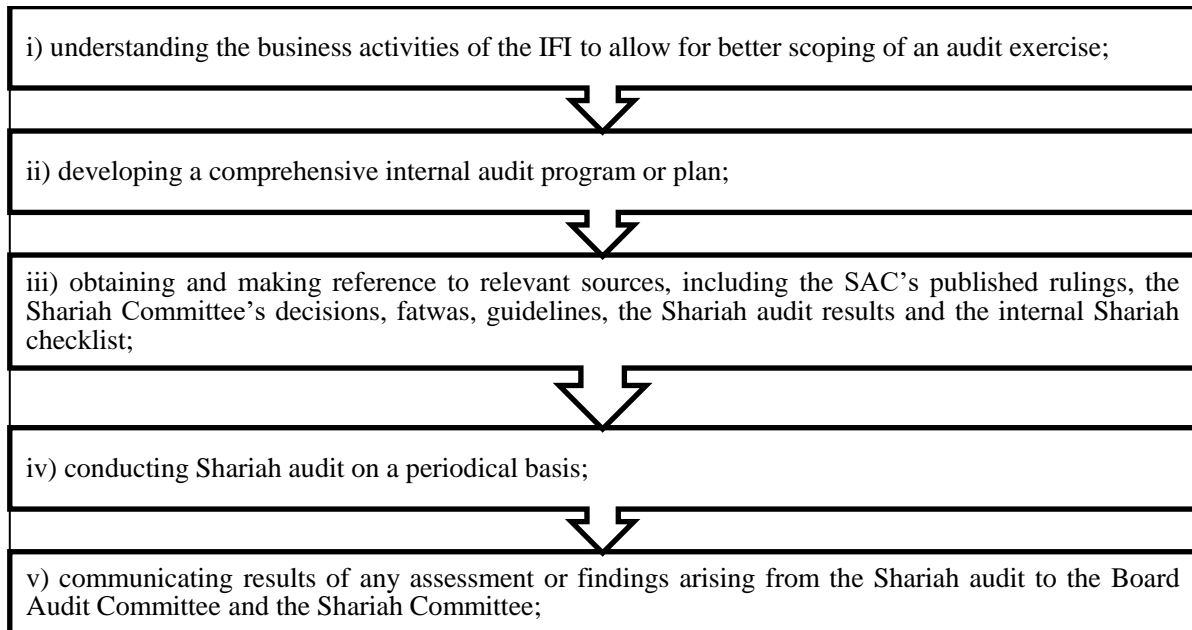 i) understanding the business activities of the IFI to allow for better scoping of an audit exercise;
ii) developing a comprehensive internal audit program or plan;
iii) obtaining and making reference to relevant sources, including the SAC’s published rulings, the
Shariah Committee’s decisions, fatwas, guidelines, the Shariah audit results and the internal Shariah
checklist;
iv) conducting Shariah audit on a periodical basis;
v) communicating results of any assessment or findings arising from the Shariah audit to the Board
Audit Committee and the Shariah Committee;